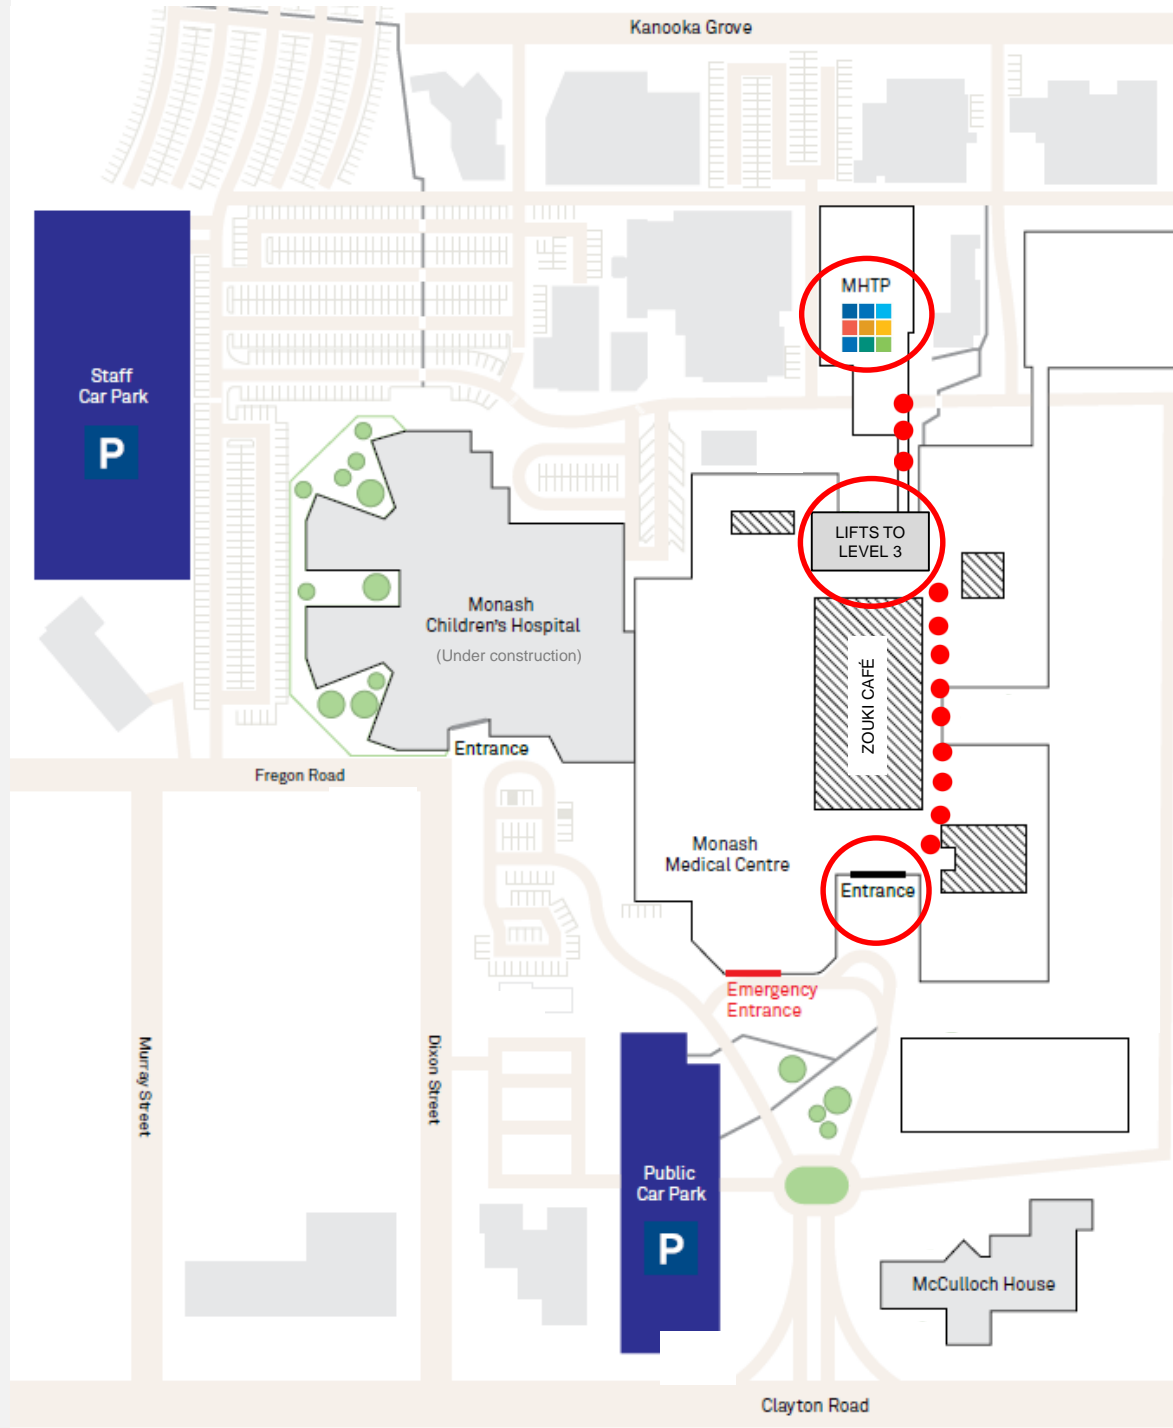 Kanooka Grove
MHTP
Staff
Car Park
P
LIFTS TO
LEVEL 3
Monash
Children's Hospital
(Under construction)
ZOUKI CAFÉ
Entrance
Fregon Road
Monash
Medical Centre
Entrance
Emergency
Entrance
Murray Street
Dixon Street
Public
Car Park
P
McCulloch House
Clayton Road